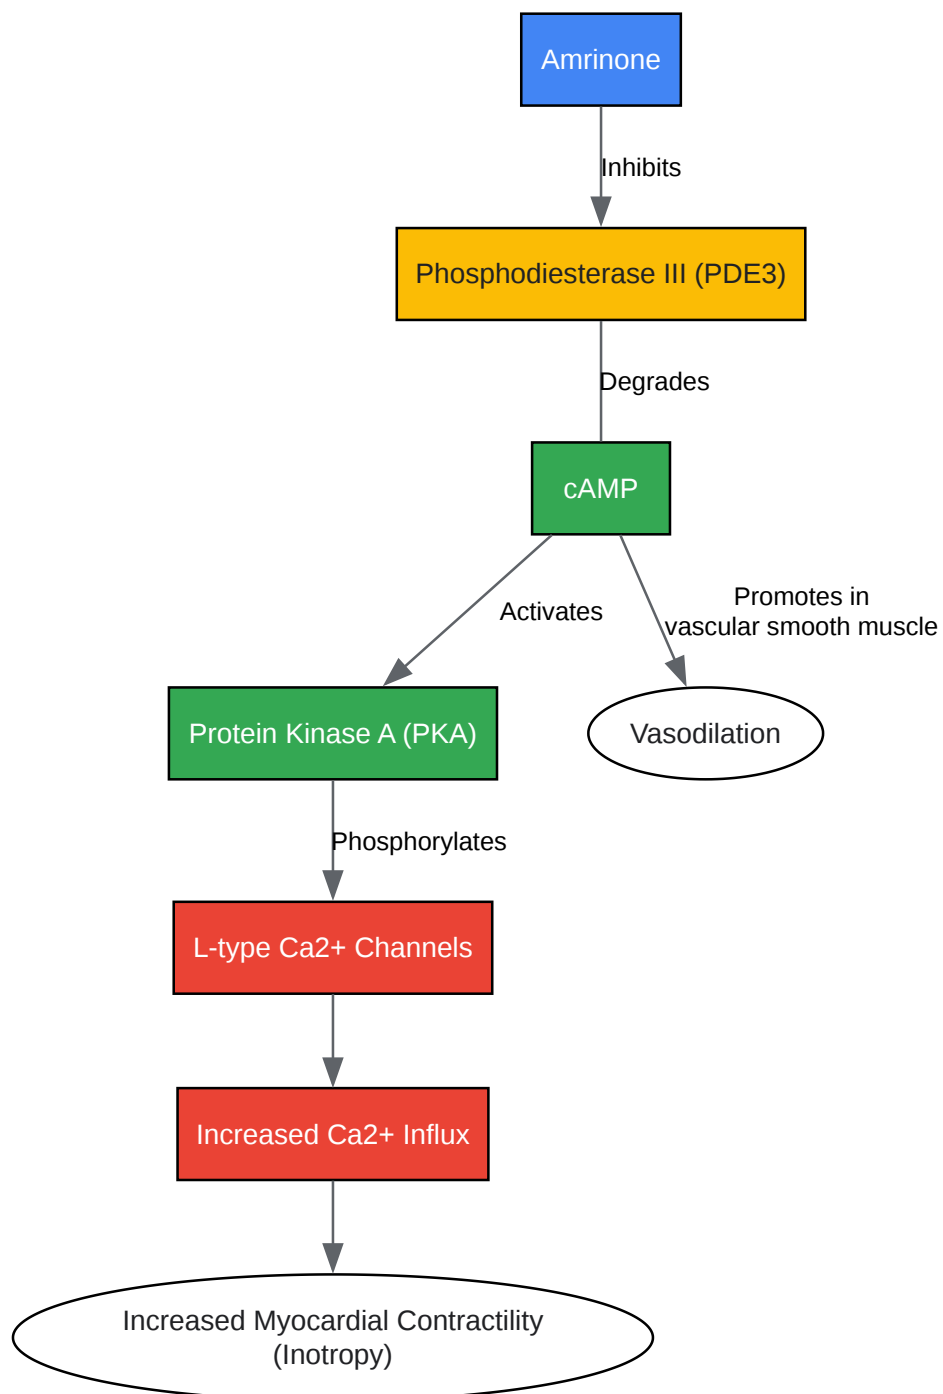 Amrinone
Inhibits
Phosphodiesterase III (PDE3)
Degrades
cAMP
Activates
Promotes in
vascular smooth muscle
Protein Kinase A (PKA)
Vasodilation
Phosphorylates
L-type Ca2+ Channels
Increased Ca2+ Influx
Increased Myocardial Contractility
(Inotropy)